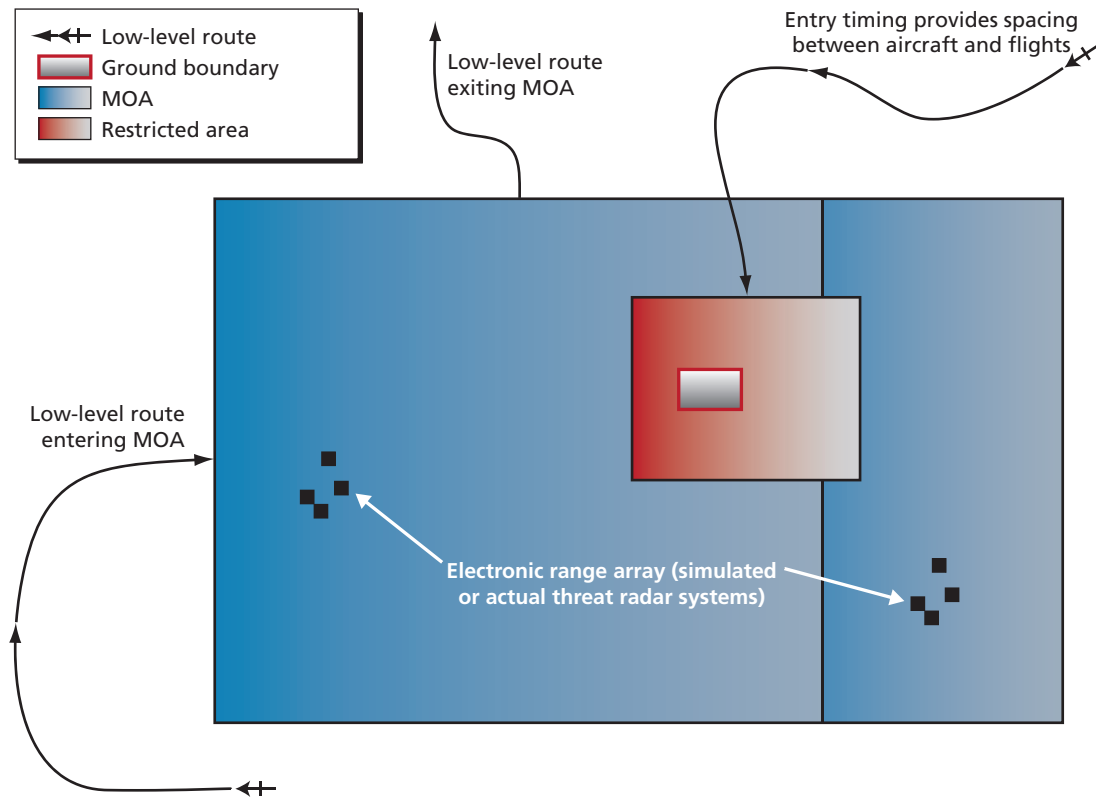 Low-level route
Ground boundary
MOA
Restricted area
Low-level route
exiting MOA
Entry timing provides spacing
between aircraft and flights
Low-level route
entering MOA
Electronic range array (simulated
or actual threat radar systems)